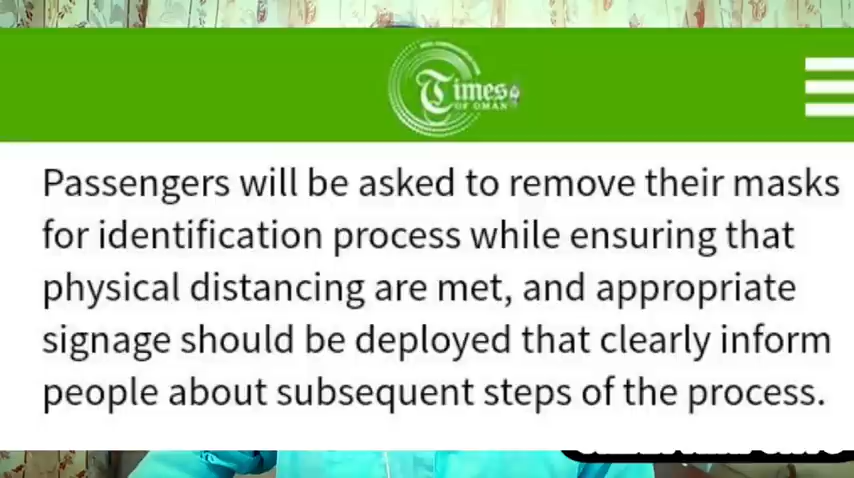 Times
OF OMAN
Passengers will be asked to remove their masks
for identification process while ensuring that
physical distancing are met, and appropriate
signage should be deployed that clearly inform
people about subsequent steps of the process.